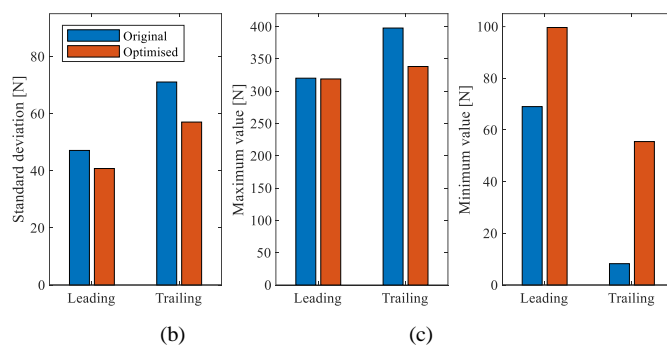 Standard deviation [N]
80
60
40
20
0
Original
Optimised
Leading
Trailing
(b)
Maximum value [N]
400
350
300
250
200
150
100
50
0
Leading
Trailing
(c)
Minimum value [N]
100
80
60
40
20
0
Leading
Trailing